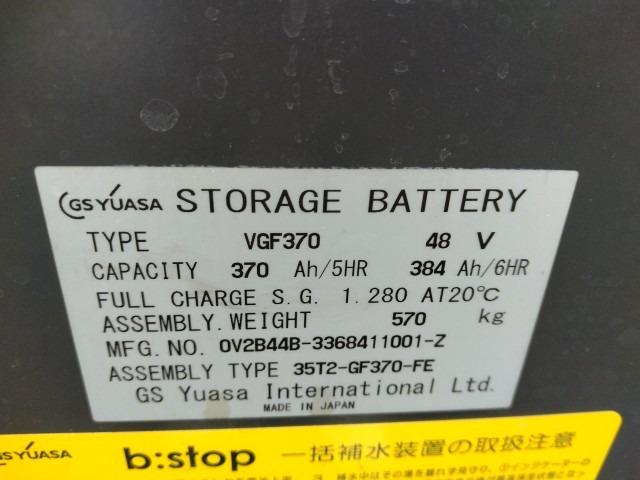 GS YUASA STORAGE BATTERY
TYPE VGF370 48 V
CAPACITY 370 Ah/5HR 384 Ah/6HR
FULL CHARGE S.G. 1.280 AT20℃
ASSEMBLY.WEIGHT 570 kg
MFG.NO. 0V2B44B-3368411001-Z
ASSEMBLY TYPE 35T2-GF370-FE
GS Yuasa International Ltd.
MADE IN JAPAN
GS YUASA b:stop 一括補水装置の取扱注意